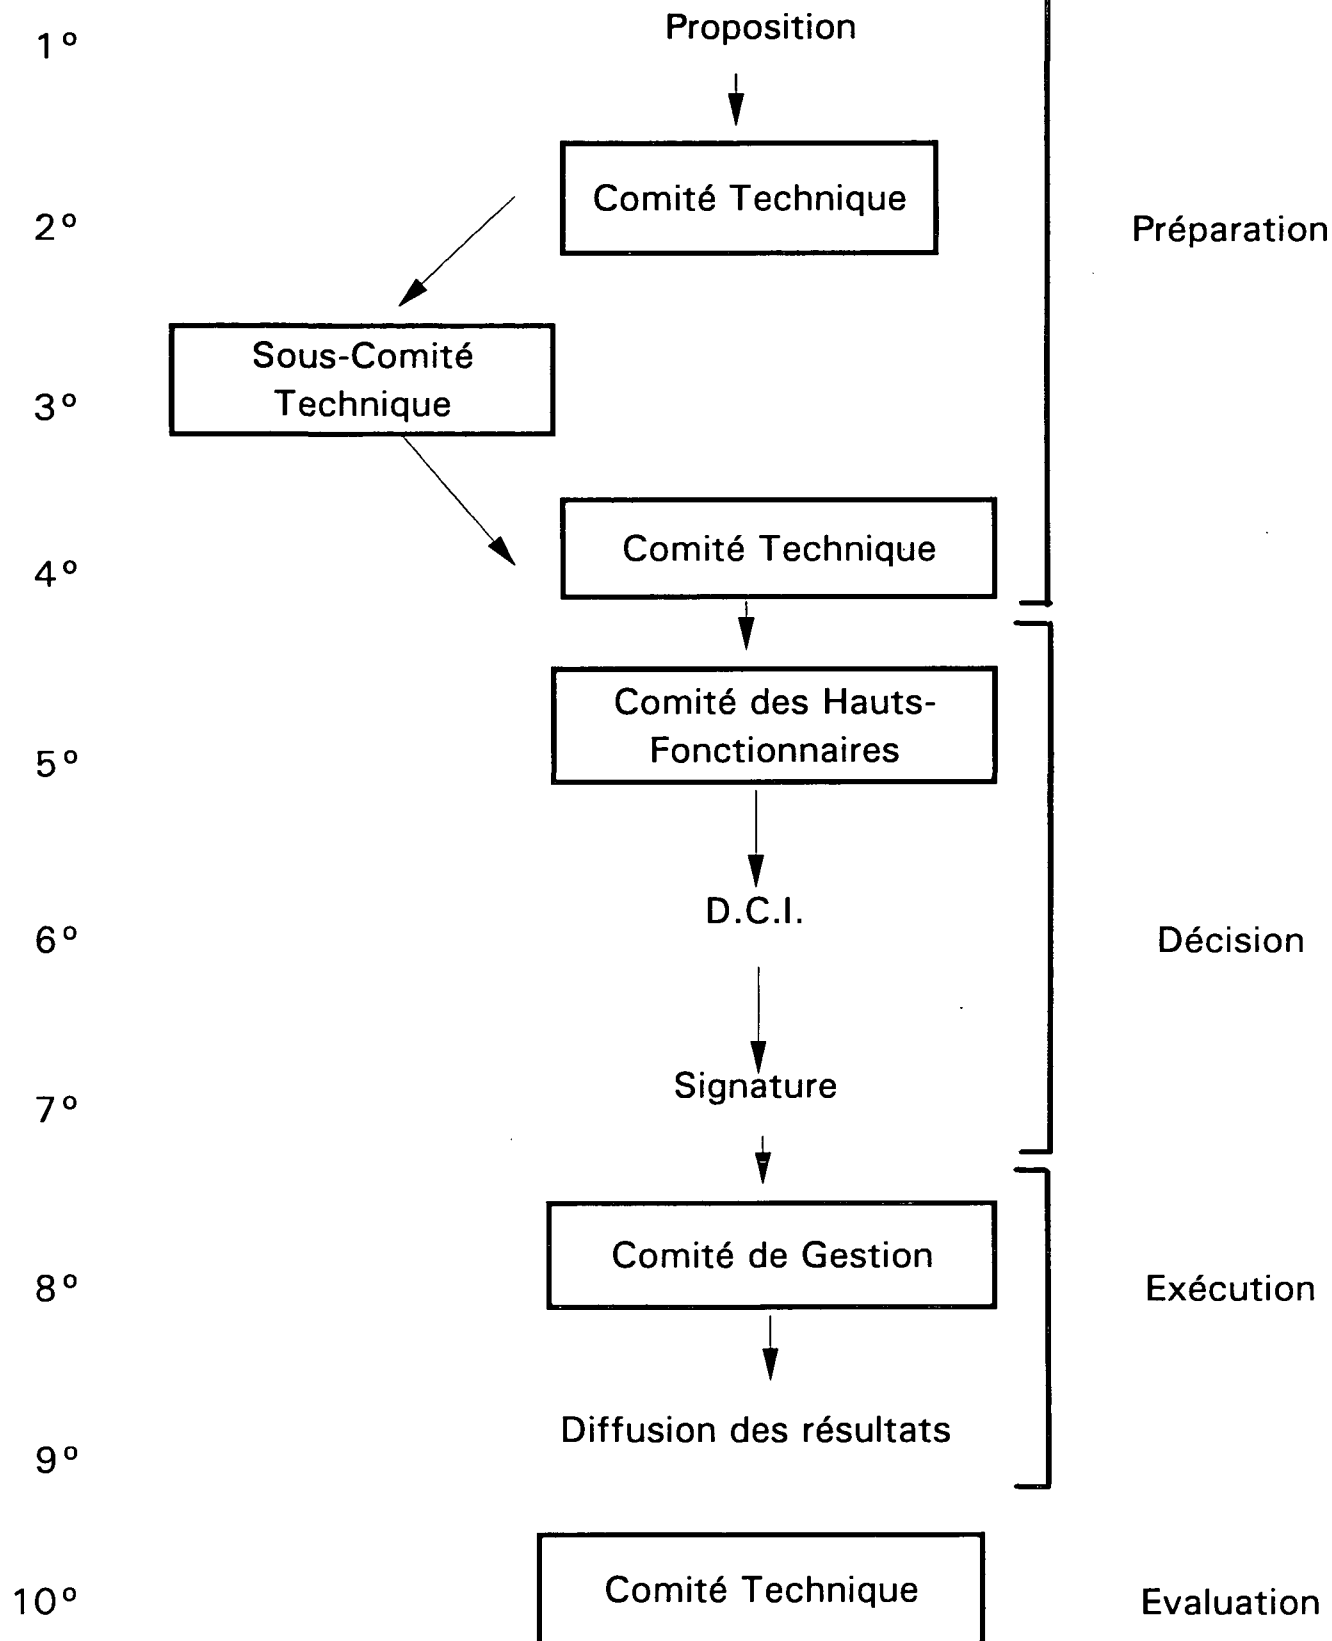 1° Proposition
Comité Technique
2° Préparation
Sous-Comité
Technique
3°
Comité Technique
4°
Comité des Hauts-
Fonctionnaires
5°
D.C.I.
6° Décision
Signature
7°
Comité de Gestion
8° Exécution
Diffusion des résultats
9°
Comité Technique
10° Evaluation